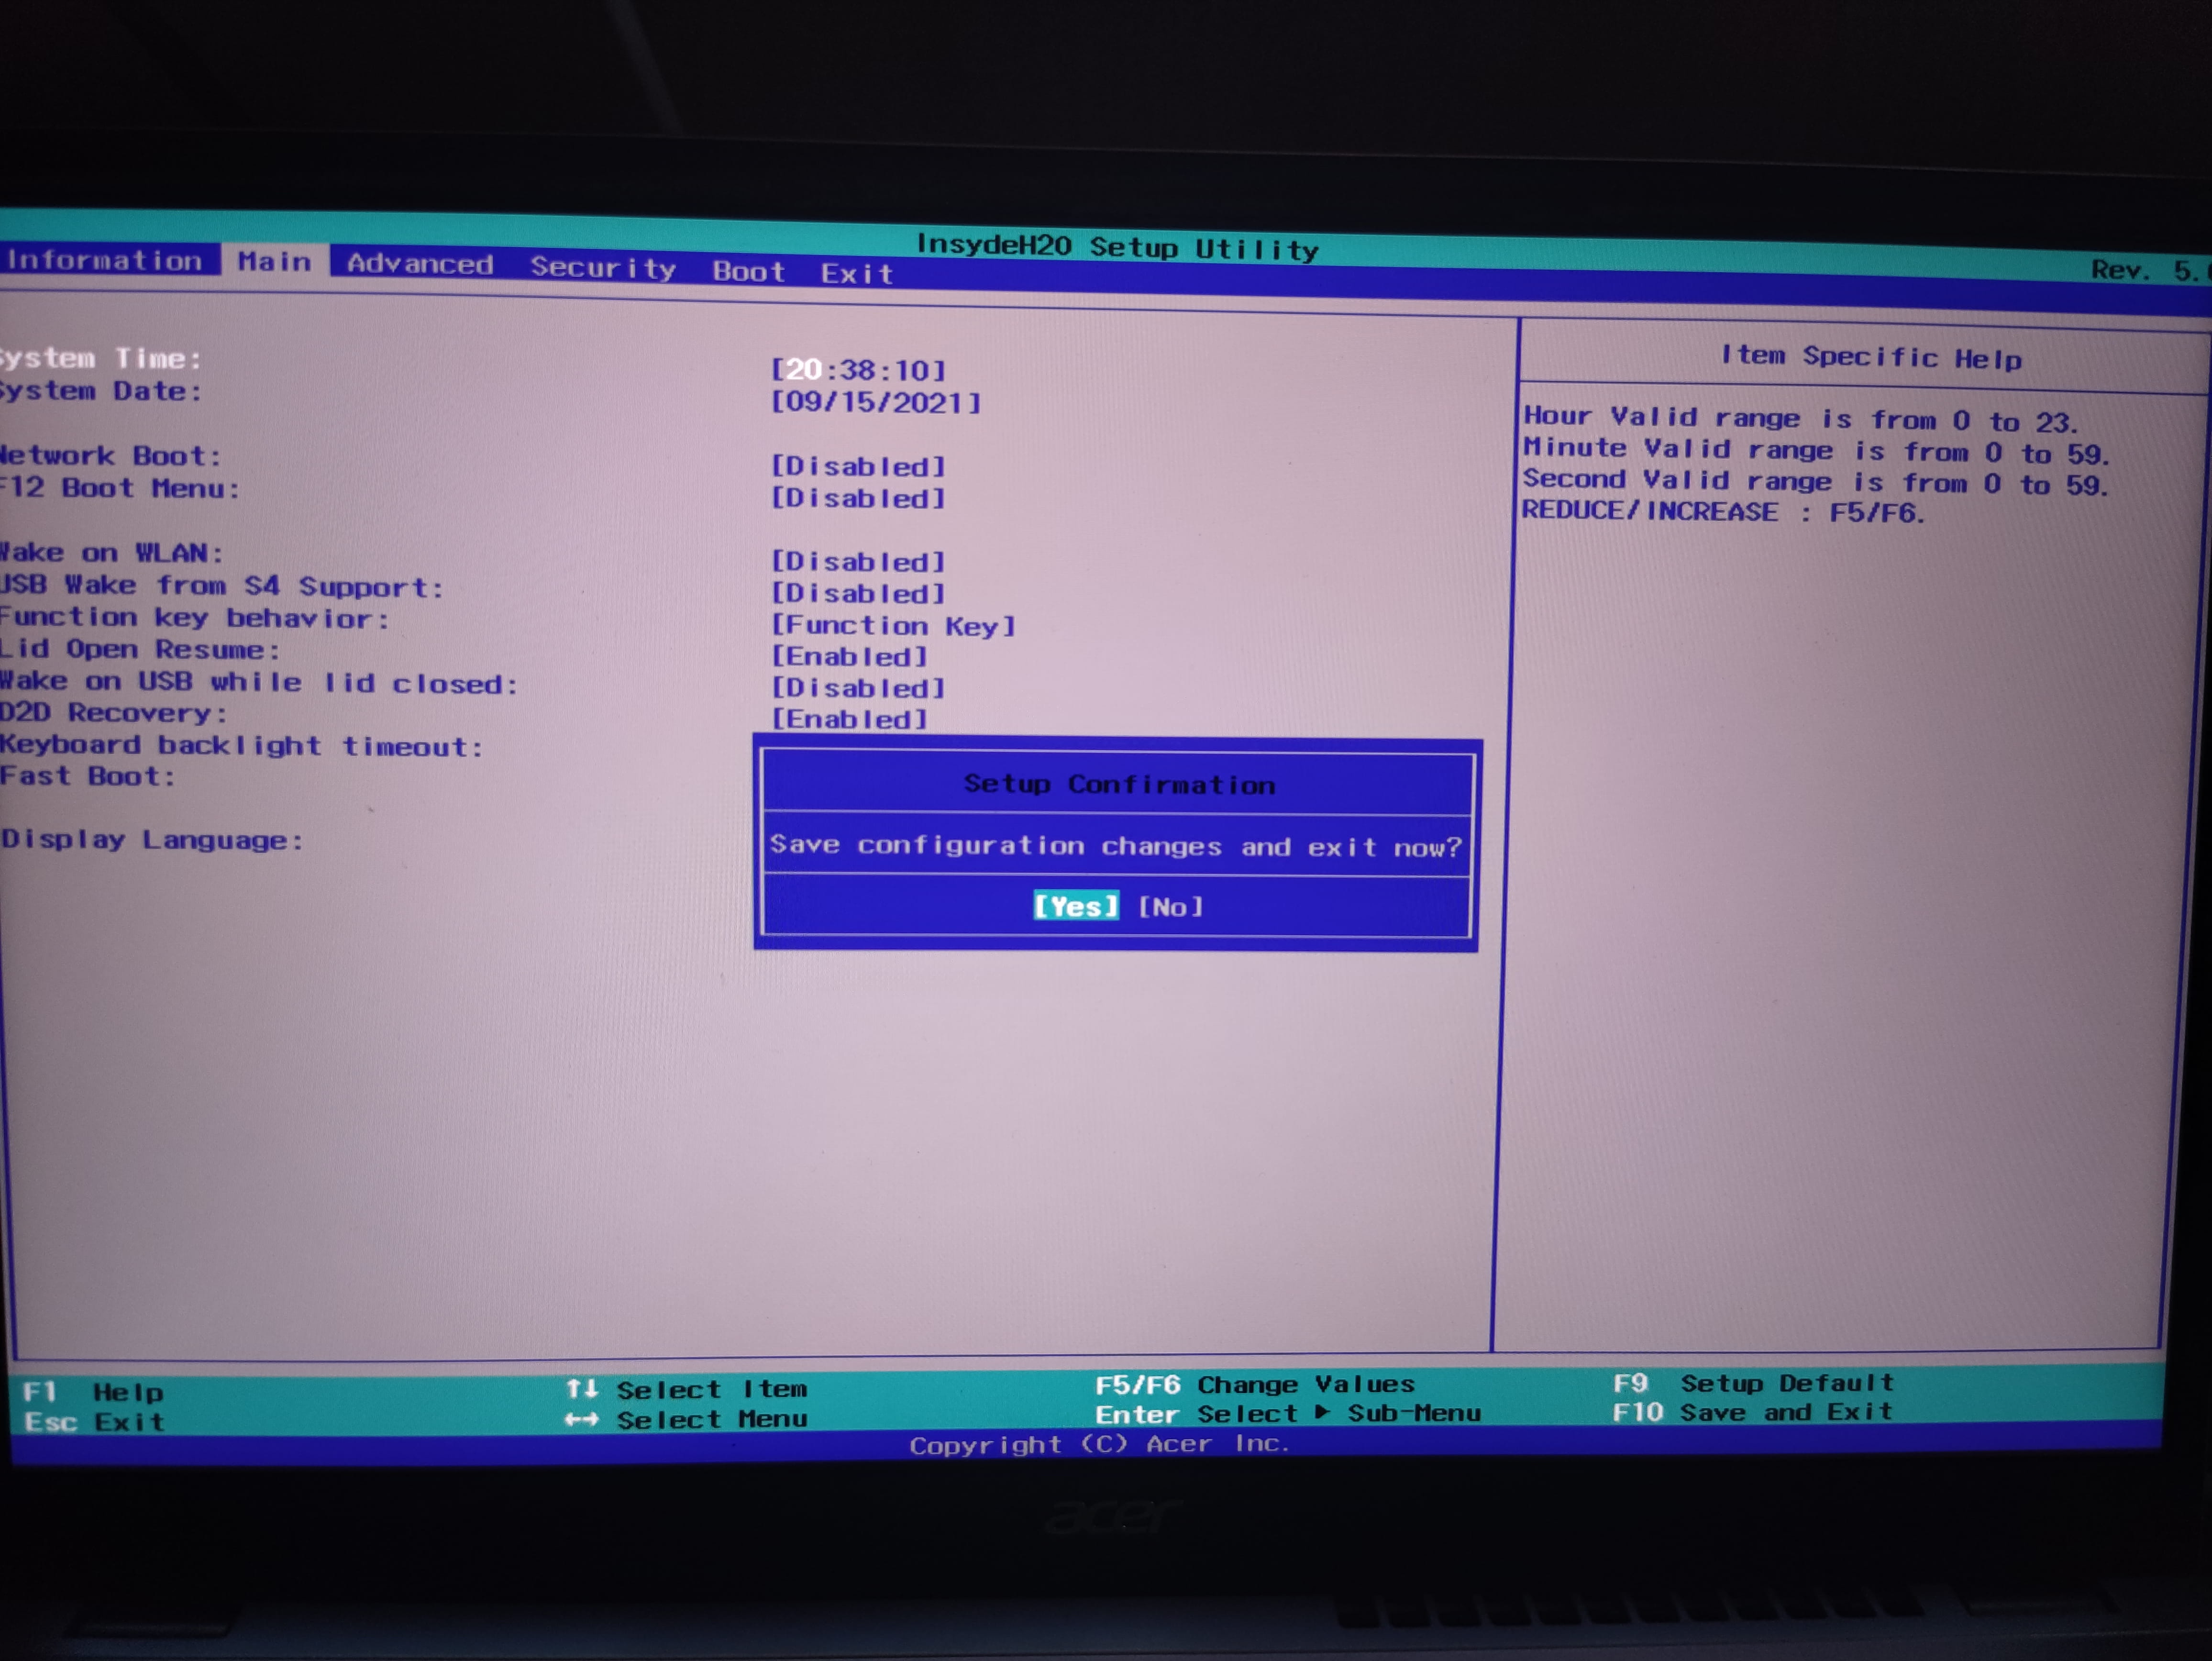 InsydeH20 Setup Utility
Rev. 5.
Information Main Advanced Security Boot Exit
System Time: [20:38:10]
System Date: [09/15/2021]
Network Boot: [Disabled]
F12 Boot Menu: [Disabled]
Wake on WLAN: [Disabled]
USB Wake from S4 Support: [Disabled]
Function key behavior: [Function Key]
Lid Open Resume: [Enabled]
Wake on USB while lid closed: [Disabled]
D2D Recovery: [Enabled]
Keyboard backlight timeout:
Fast Boot:
Display Language:
Setup Confirmation
Save configuration changes and exit now?
[Yes] [No]
Item Specific Help
Hour Valid range is from 0 to 23.
Minute Valid range is from 0 to 59.
Second Valid range is from 0 to 59.
REDUCE/INCREASE : F5/F6.
F1 Help ↑↓ Select Item F5/F6 Change Values F9 Setup Default
Esc Exit ←→ Select Menu Enter Select ▶ Sub-Menu F10 Save and Exit
Copyright (C) Acer Inc.
acer